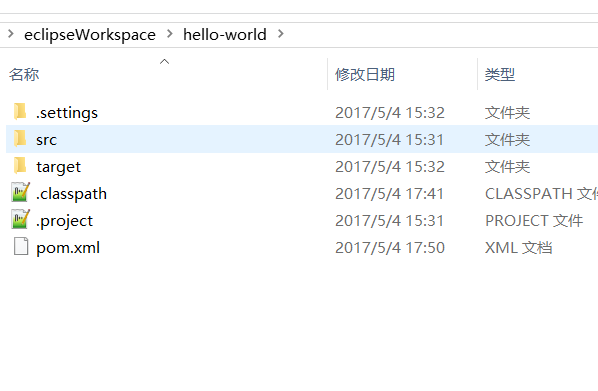 eclipseWorkspace > hello-world >
名称 修改日期 类型
.settings 2017/5/4 15:32 文件夹
src 2017/5/4 15:31 文件夹
target 2017/5/4 15:32 文件夹
.classpath 2017/5/4 17:41 CLASSPATH 文件
.project 2017/5/4 15:31 PROJECT 文件
pom.xml 2017/5/4 17:50 XML 文档